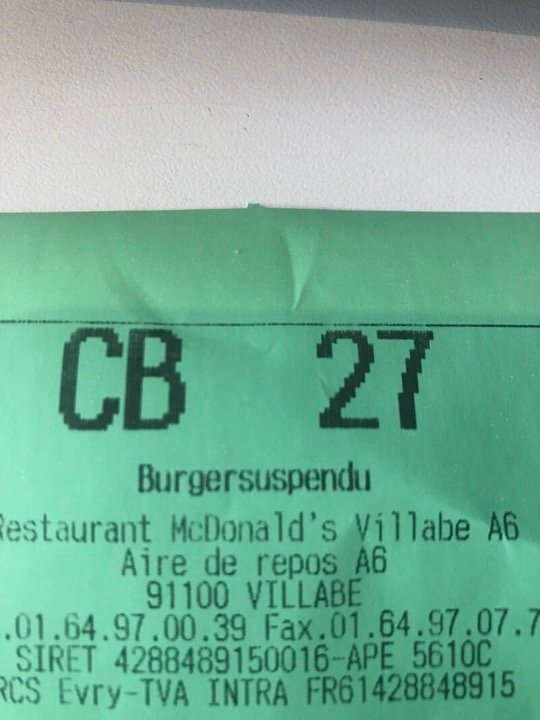 CB 27
Burgersuspendu
Restaurant McDonald's Villabe A6
Aire de repos A6
91100 VILLABE
.01.64.97.00.39 Fax.01.64.97.07.7
SIRET 4288489150016-APE 5610C
RCS Evry-TVA INTRA FR61428848915